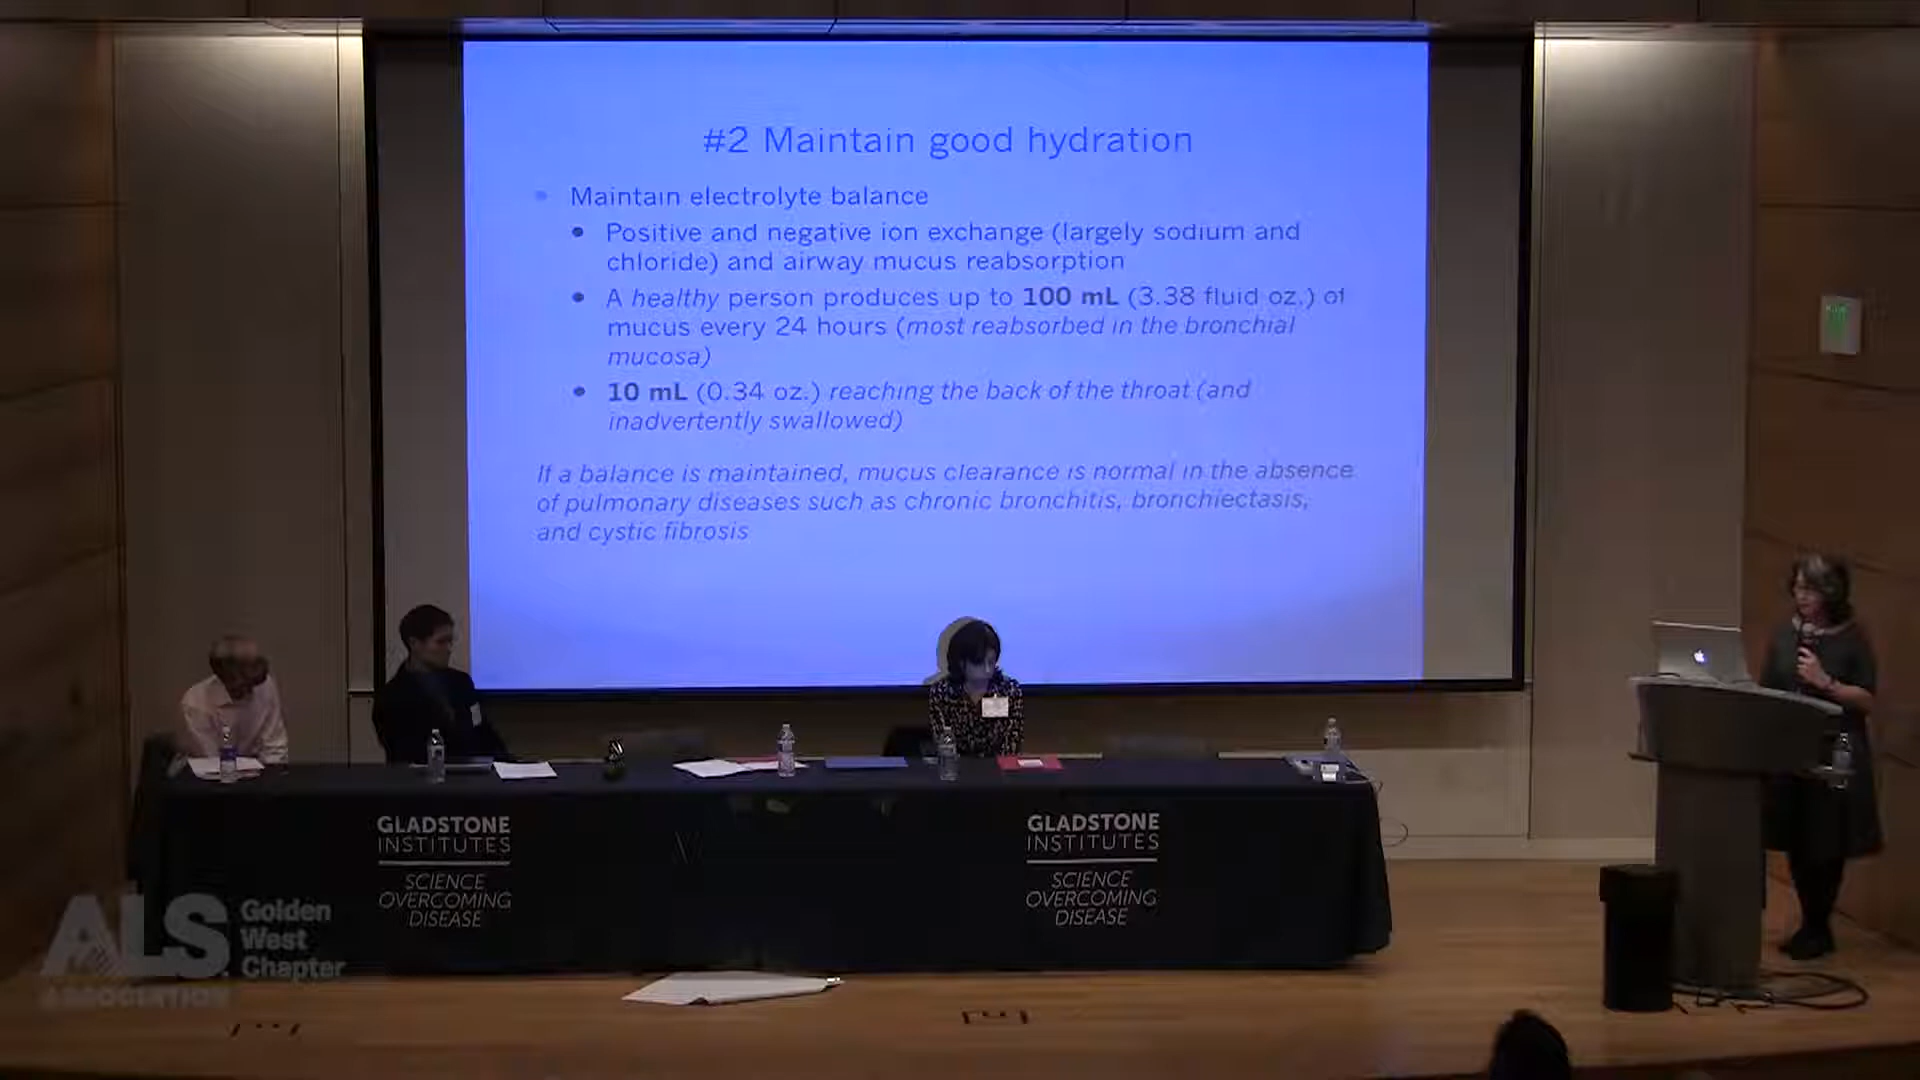 #2 Maintain good hydration
Maintain electrolyte balance
Positive and negative ion exchange (largely sodium and
chloride) and airway mucus reabsorption
A healthy person produces up to 100 mL (3.38 fluid oz.) of
mucus every 24 hours (most reabsorbed in the bronchial
mucosa)
10 mL (0.34 oz.) reaching the back of the throat (and
inadvertently swallowed)
If a balance is maintained, mucus clearance is normal in the absence
of pulmonary diseases such as chronic bronchitis, bronchiectasis,
and cystic fibrosis
GLADSTONE
INSTITUTES
SCIENCE
OVERCOMING
DISEASE
GLADSTONE
INSTITUTES
SCIENCE
OVERCOMING
DISEASE
ALS
ASSOCIATION
Golden
West
Chapter